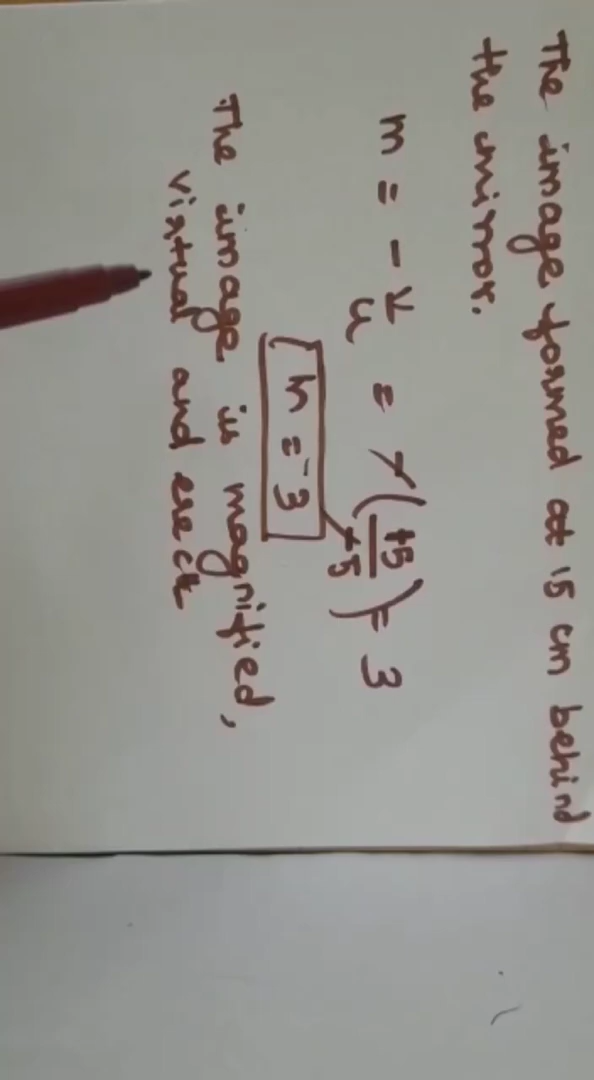 The image formed at 15 cm behind
the mirror.
m = - v/u = -(+15/-5) = 3
m = 3
The image is magnified,
virtual and erect